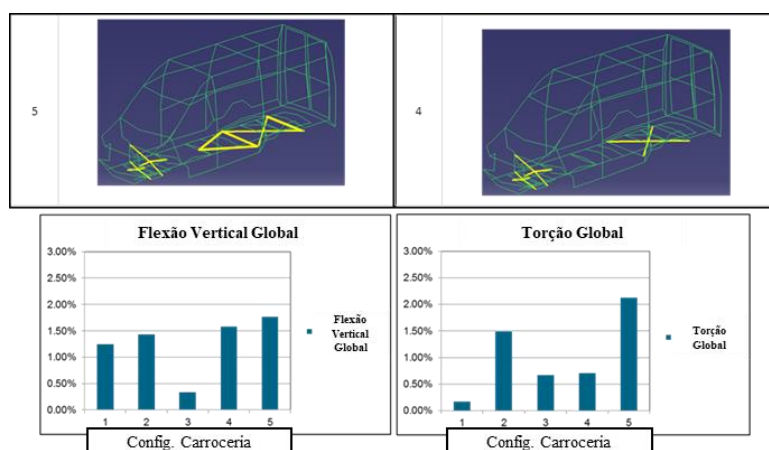 5
4
Flexão Vertical Global
3.00%
2.50%
2.00%
1.50%
1.00%
0.50%
0.00%
1 2 3 4 5
Flexão
Vertical
Global
Config. Carroceria
Torção Global
3.00%
2.50%
2.00%
1.50%
1.00%
0.50%
0.00%
1 2 3 4 5
Torção
Global
Config. Carroceria